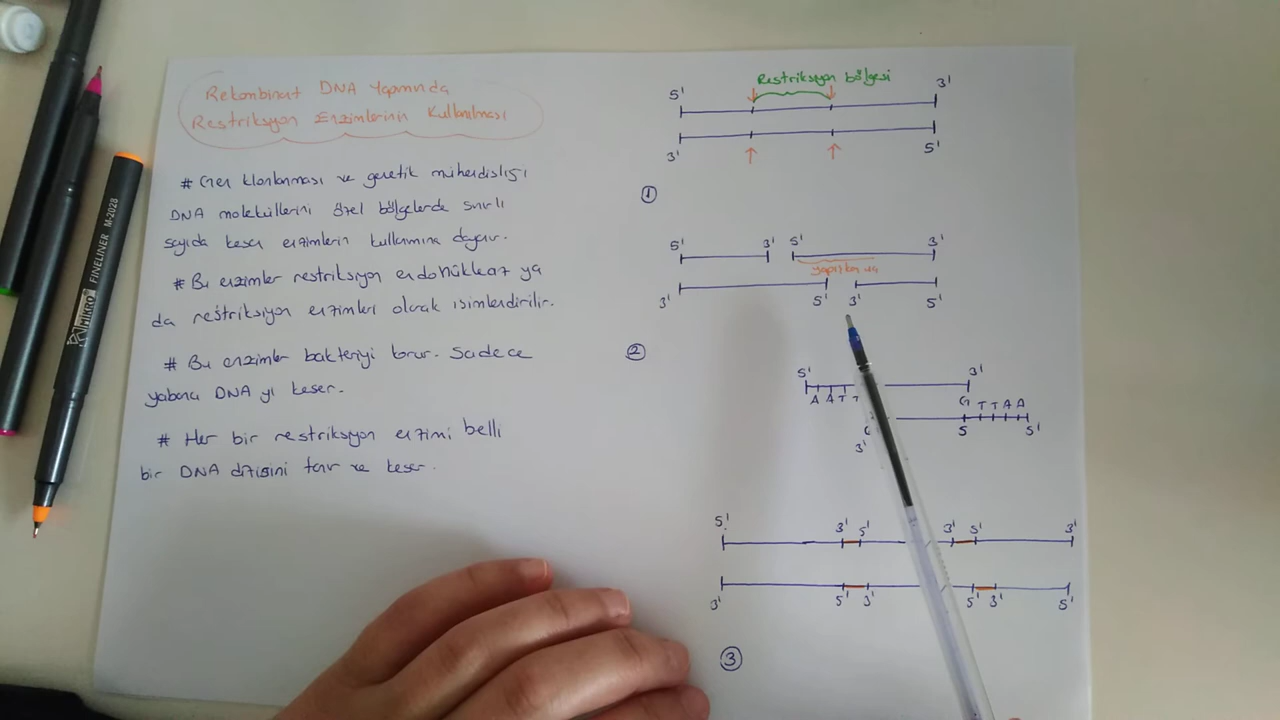 Rekombinant DNA Yapımında
Restriksiyon Enzimlerinin Kullanılması
# Gen klonlanması ve genetik mühendisliği
DNA moleküllerini özel bölgelerde sınırlı
sayıda kesen enzimlerin kullanımına dayanır.
# Bu enzimler restriksiyon endonükleaz ya
da restriksiyon enzimleri olarak isimlendirilir.
# Bu enzimler bakteriyi korur. Sadece
yabancı DNA yı keser.
# Her bir restriksiyon enzimi belli
bir DNA dizisini tanır ve keser.
Restriksiyon bölgesi
5' 3'
3' 5'
①
5' 3' 5' 3'
yapışkan uç
3' 5' 3' 5'
②
5' 3'
A A T T G T T A A
3' 5'
5' 3' 5' 3' 5' 3'
3' 5' 3' 5' 3' 5'
③
MIKRO FINELINER M-2028